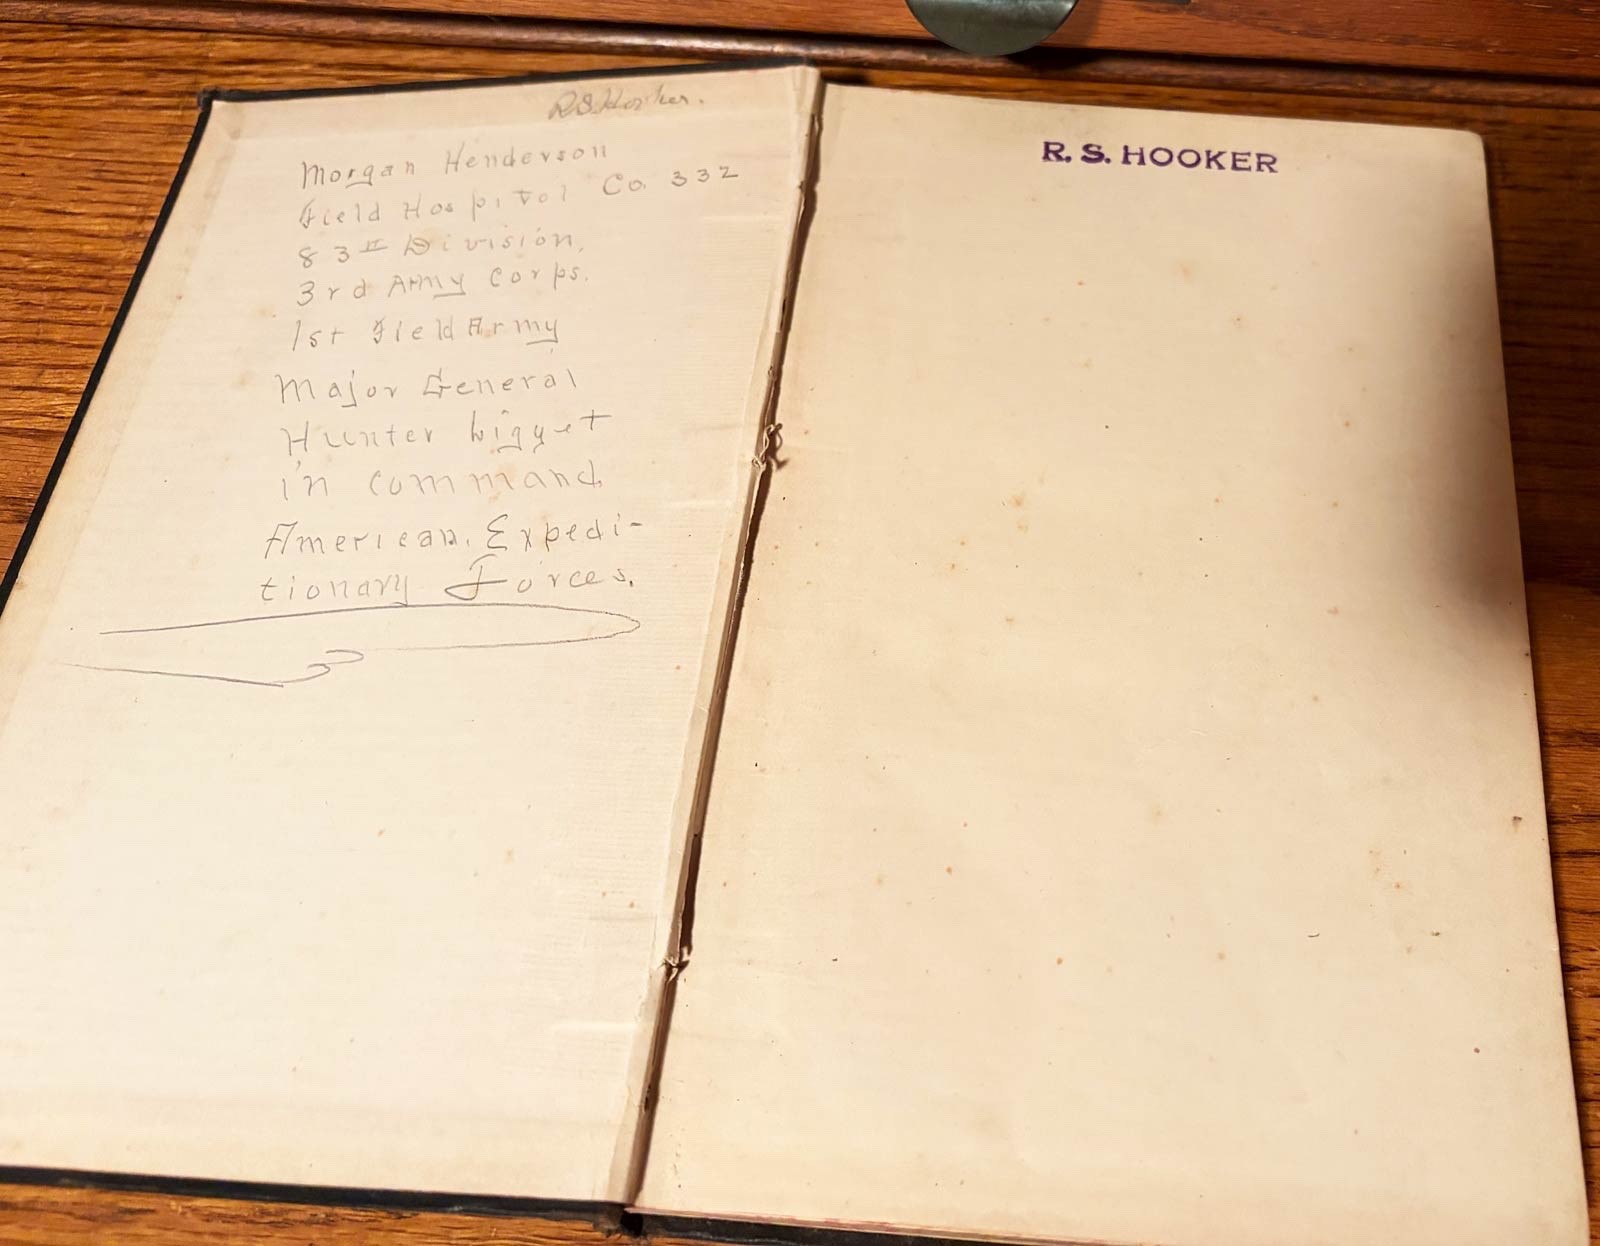 R.S. Hooker.
Morgan Henderson
Field Hospital Co. 332
83rd Division,
3rd Army Corps.
1st Field Army
Major General
Hunter Ligget
in command
American. Expedi-
tionary Forces.
R. S. HOOKER